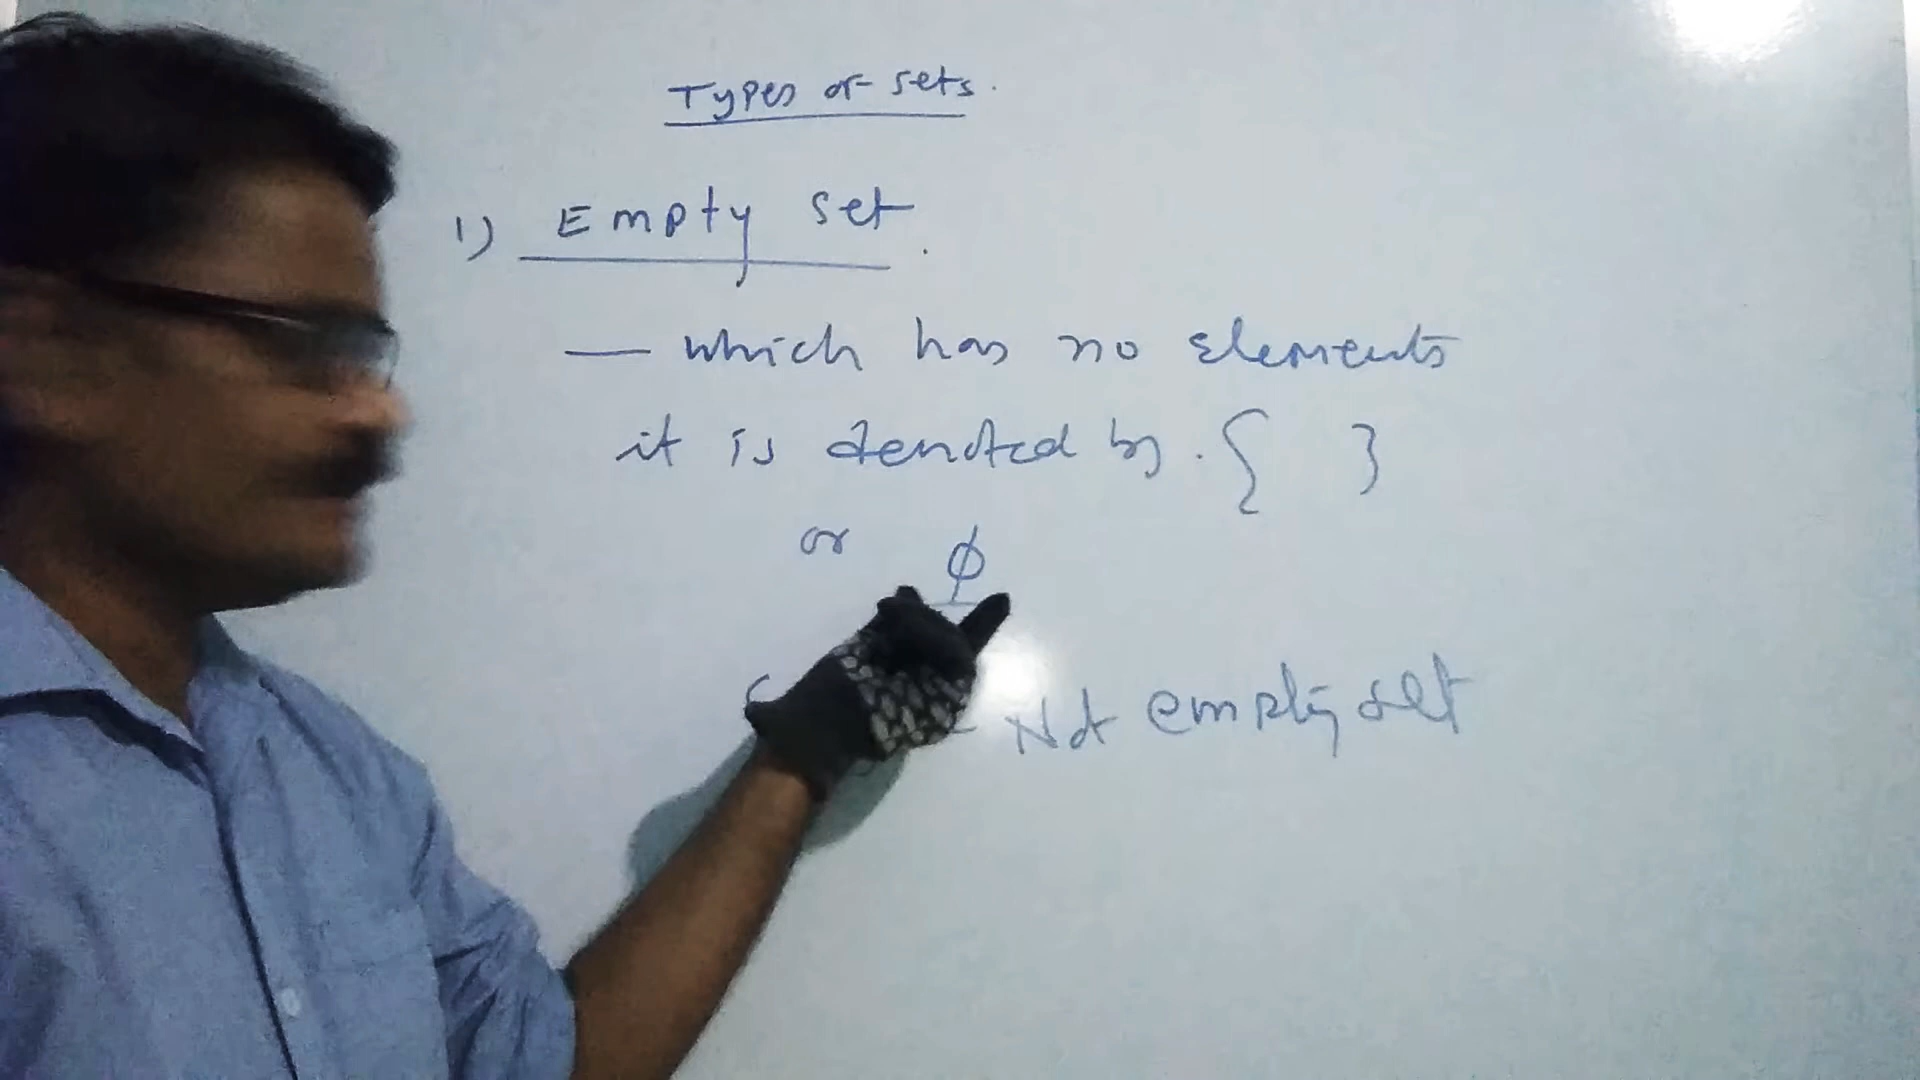 Types of sets.
1) Empty set.
— which has no elements
it is denoted by. { }
or ϕ
- Not empty set